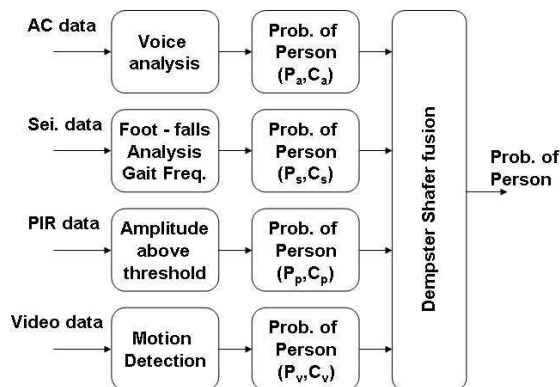 AC data
Voice
analysis
Prob. of
Person
(Pa,Ca)
Sei. data
Foot - falls
Analysis
Gait Freq.
Prob. of
Person
(Ps,Cs)
PIR data
Amplitude
above
threshold
Prob. of
Person
(Pp,Cp)
Video data
Motion
Detection
Prob. of
Person
(Pv,Cv)
Dempster Shafer fusion
Prob. of
Person